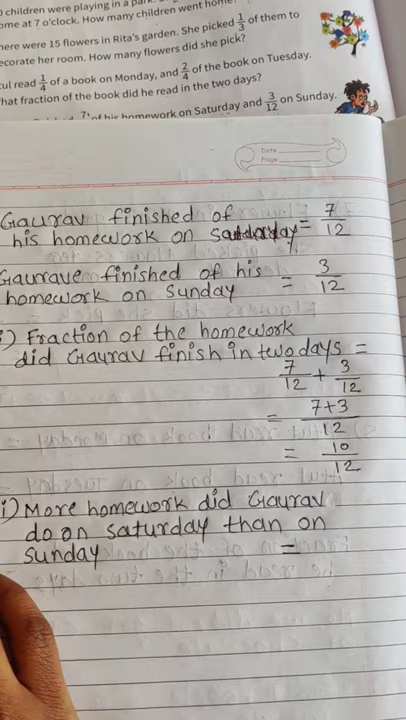 children were playing in a park.
ome at 7 o'clock. How many children went home?
here were 15 flowers in Rita's garden. She picked 1/3 of them to
ecorate her room. How many flowers did she pick?
tul read 1/4 of a book on Monday, and 2/4 of the book on Tuesday.
hat fraction of the book did he read in the two days?
7 of his homework on Saturday and 3/12 on Sunday.
Date
Page
Gaurav finished of
his homework on saturday = 7/12
Gaurave finished of his
homework on Sunday = 3/12
i) Fraction of the homework
did Gaurav finish in two days =
7/12 + 3/12
= 7+3/12
= 10/12
i) More homework did Gaurav
do on saturday than on
sunday =